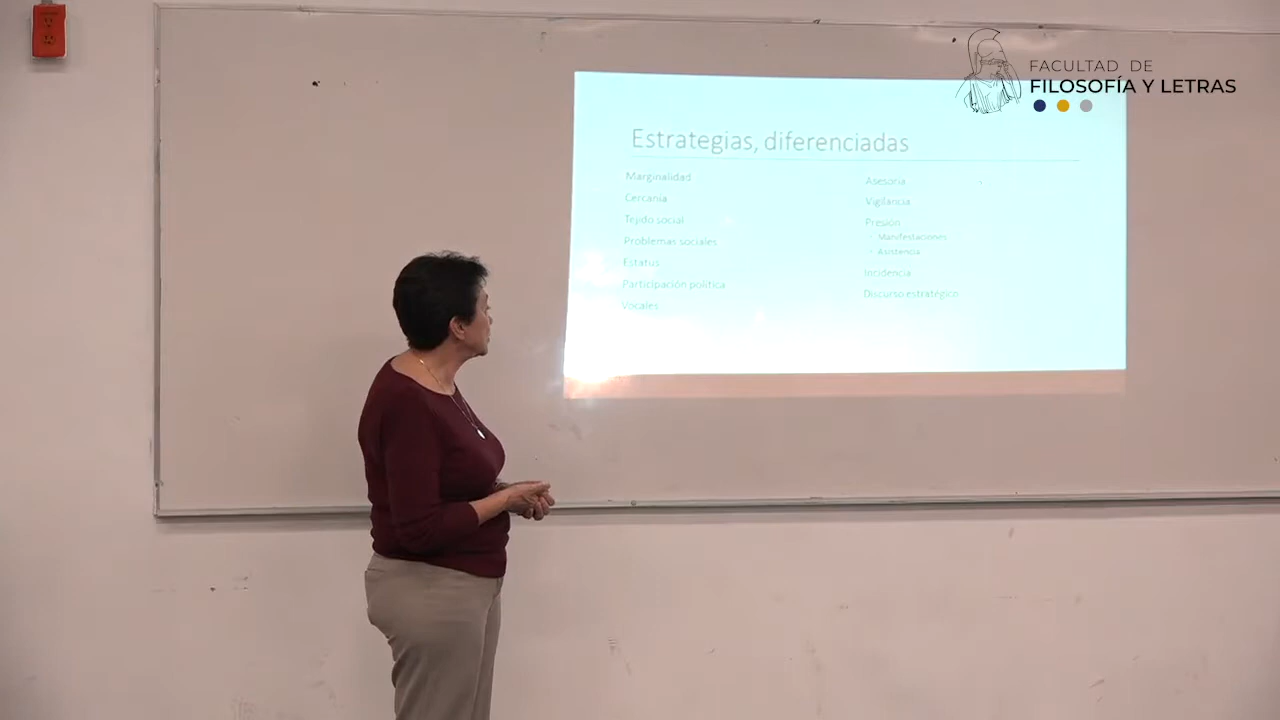 FACULTAD DE
FILOSOFÍA Y LETRAS
Estrategias, diferenciadas
Marginalidad
Cercanía
Tejido social
Problemas sociales
Estatus
Participación política
Vocales
Asesoría
Vigilancia
Presión
Manifestaciones
Asistencia
Incidencia
Discurso estratégico